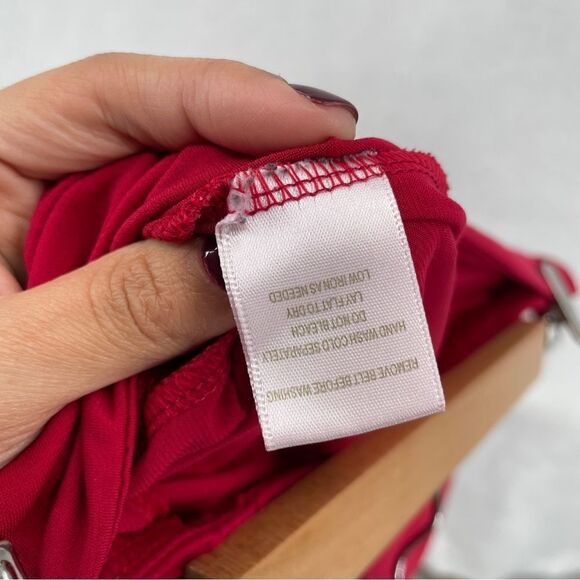 REMOVE BELT BEFORE WASHING
HAND WASH COLD SEPARATELY
DO NOT BLEACH
LAY FLAT TO DRY
LOW IRON AS NEEDED